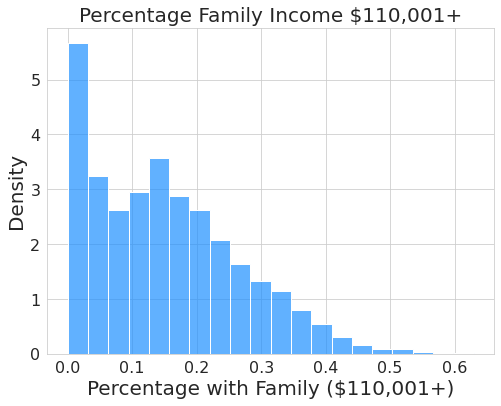 Percentage Family Income $110,001+
Density
5
4
3
2
1
0
0.0 0.1 0.2 0.3 0.4 0.5 0.6
Percentage with Family ($110,001+)